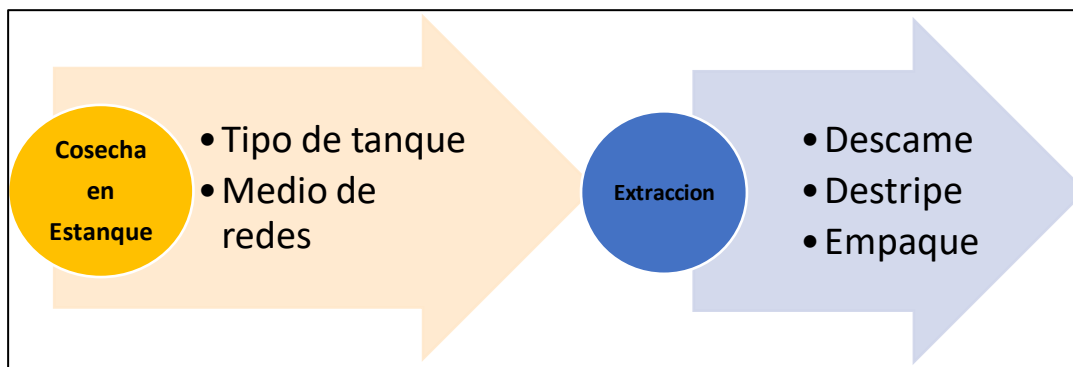 Cosecha
en
Estanque
• Tipo de tanque
• Medio de
redes
Extraccion
• Descame
• Destripe
• Empaque